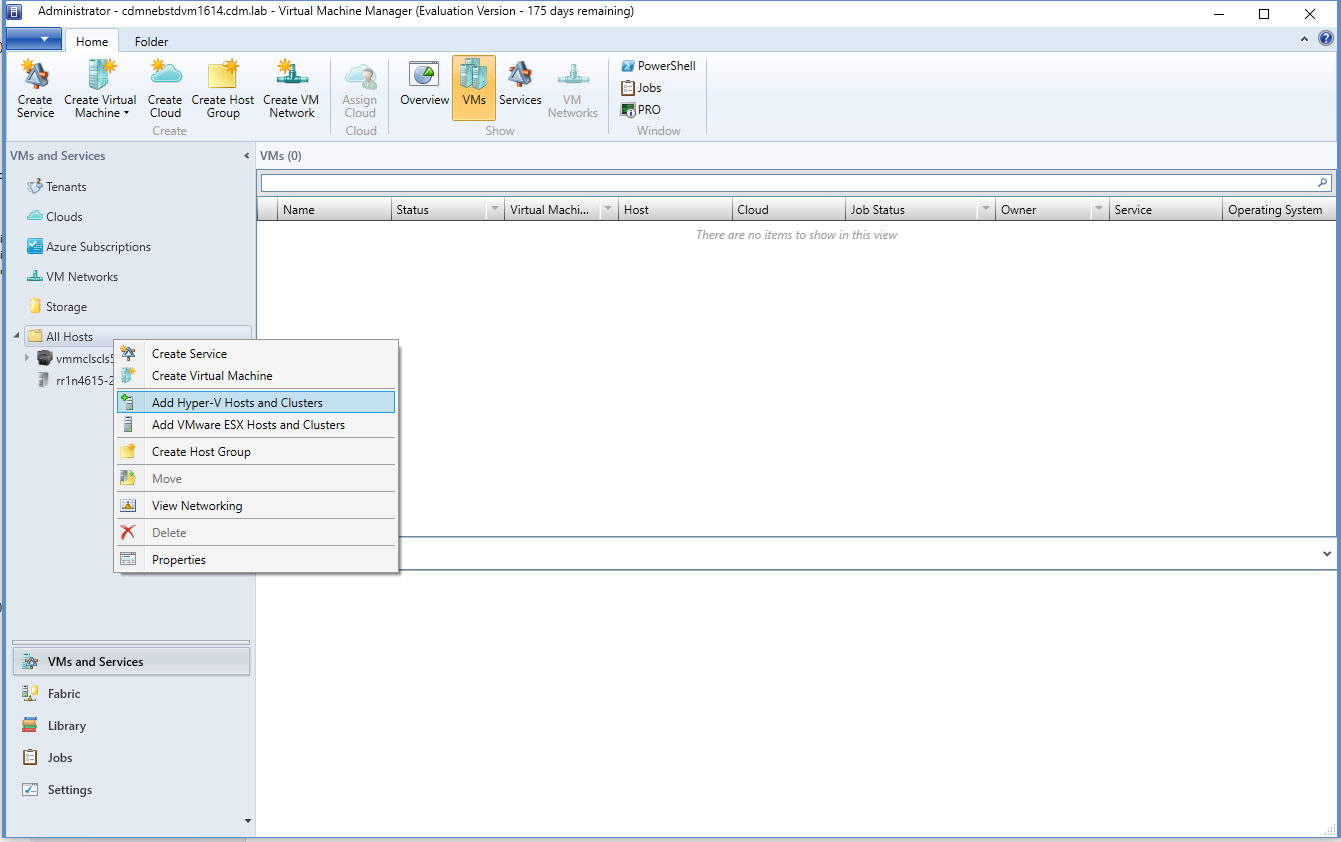 Administrator - cdmnebstdvm1614.cdm.lab - Virtual Machine Manager (Evaluation Version - 175 days remaining)
Home Folder
Create Service
Create Virtual Machine
Create Cloud
Create Host Group
Create VM Network
Create
Assign Cloud
Cloud
Overview
VMs
Services
VM Networks
Show
PowerShell
Jobs
PRO
Window
VMs and Services
Tenants
Clouds
Azure Subscriptions
VM Networks
Storage
All Hosts
vmmclscls5
rr1n4615-2
Create Service
Create Virtual Machine
Add Hyper-V Hosts and Clusters
Add VMware ESX Hosts and Clusters
Create Host Group
Move
View Networking
Delete
Properties
VMs and Services
Fabric
Library
Jobs
Settings
VMs (0)
Name Status Virtual Machi... Host Cloud Job Status Owner Service Operating System
There are no items to show in this view